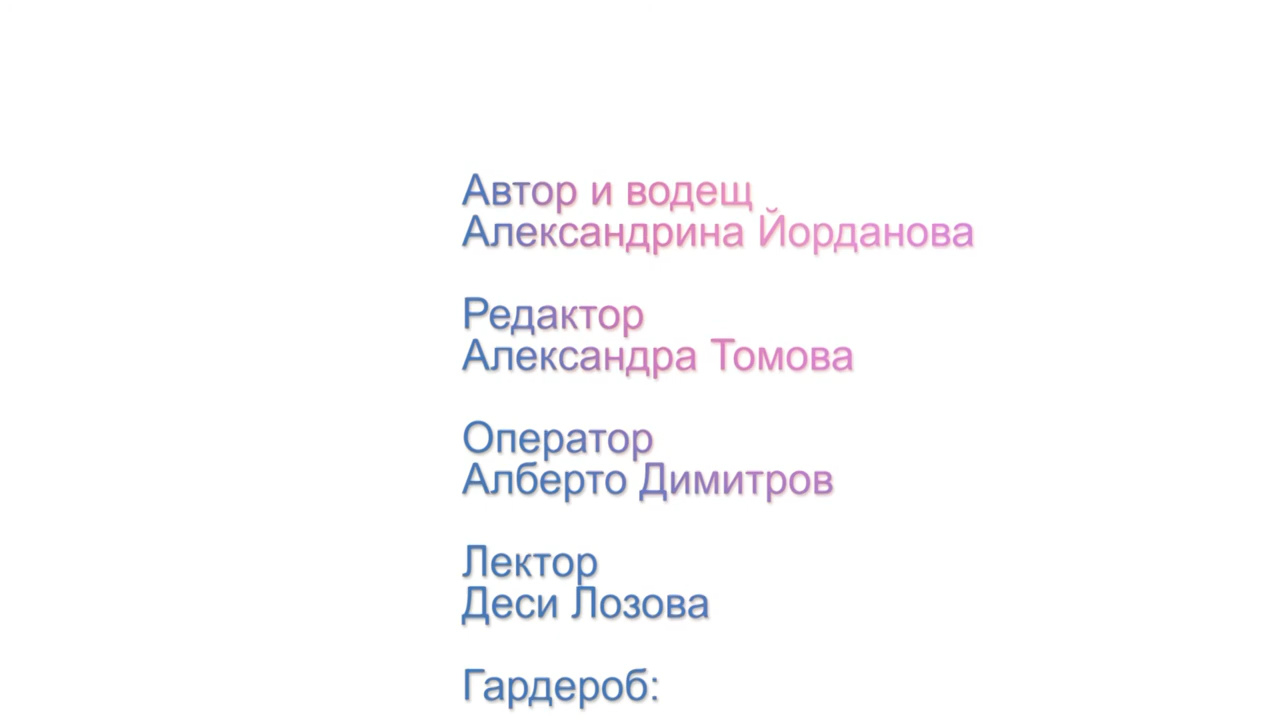 Автор и водещ
Александрина Йорданова
Редактор
Александра Томова
Оператор
Алберто Димитров
Лектор
Деси Лозова
Гардероб: